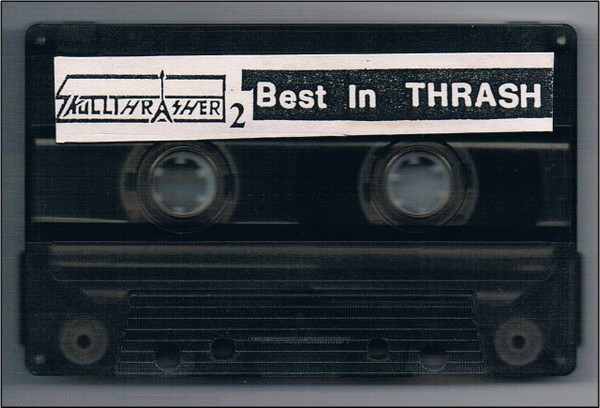 SKULLTHRASHER 2 Best In THRASH